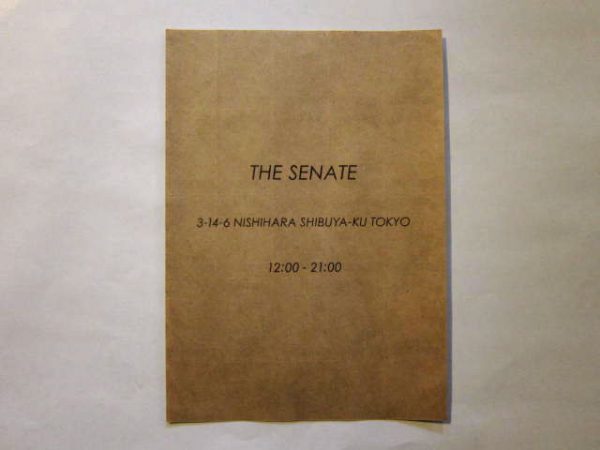 THE SENATE
3-14-6 NISHIHARA SHIBUYA-KU TOKYO
12:00 - 21:00